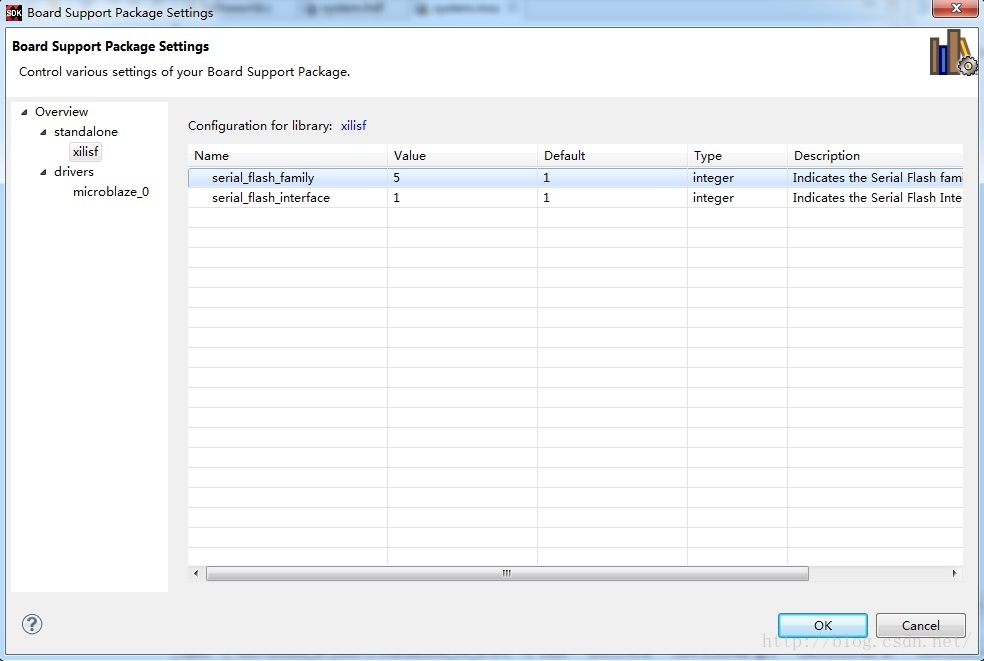 SDK Board Support Package Settings
Board Support Package Settings
Control various settings of your Board Support Package.
Overview
standalone
xilisf
drivers
microblaze_0
Configuration for library: xilisf
Name Value Default Type Description
serial_flash_family 5 1 integer Indicates the Serial Flash fam
serial_flash_interface 1 1 integer Indicates the Serial Flash Inte
OK Cancel
http://blog.csdn.net/